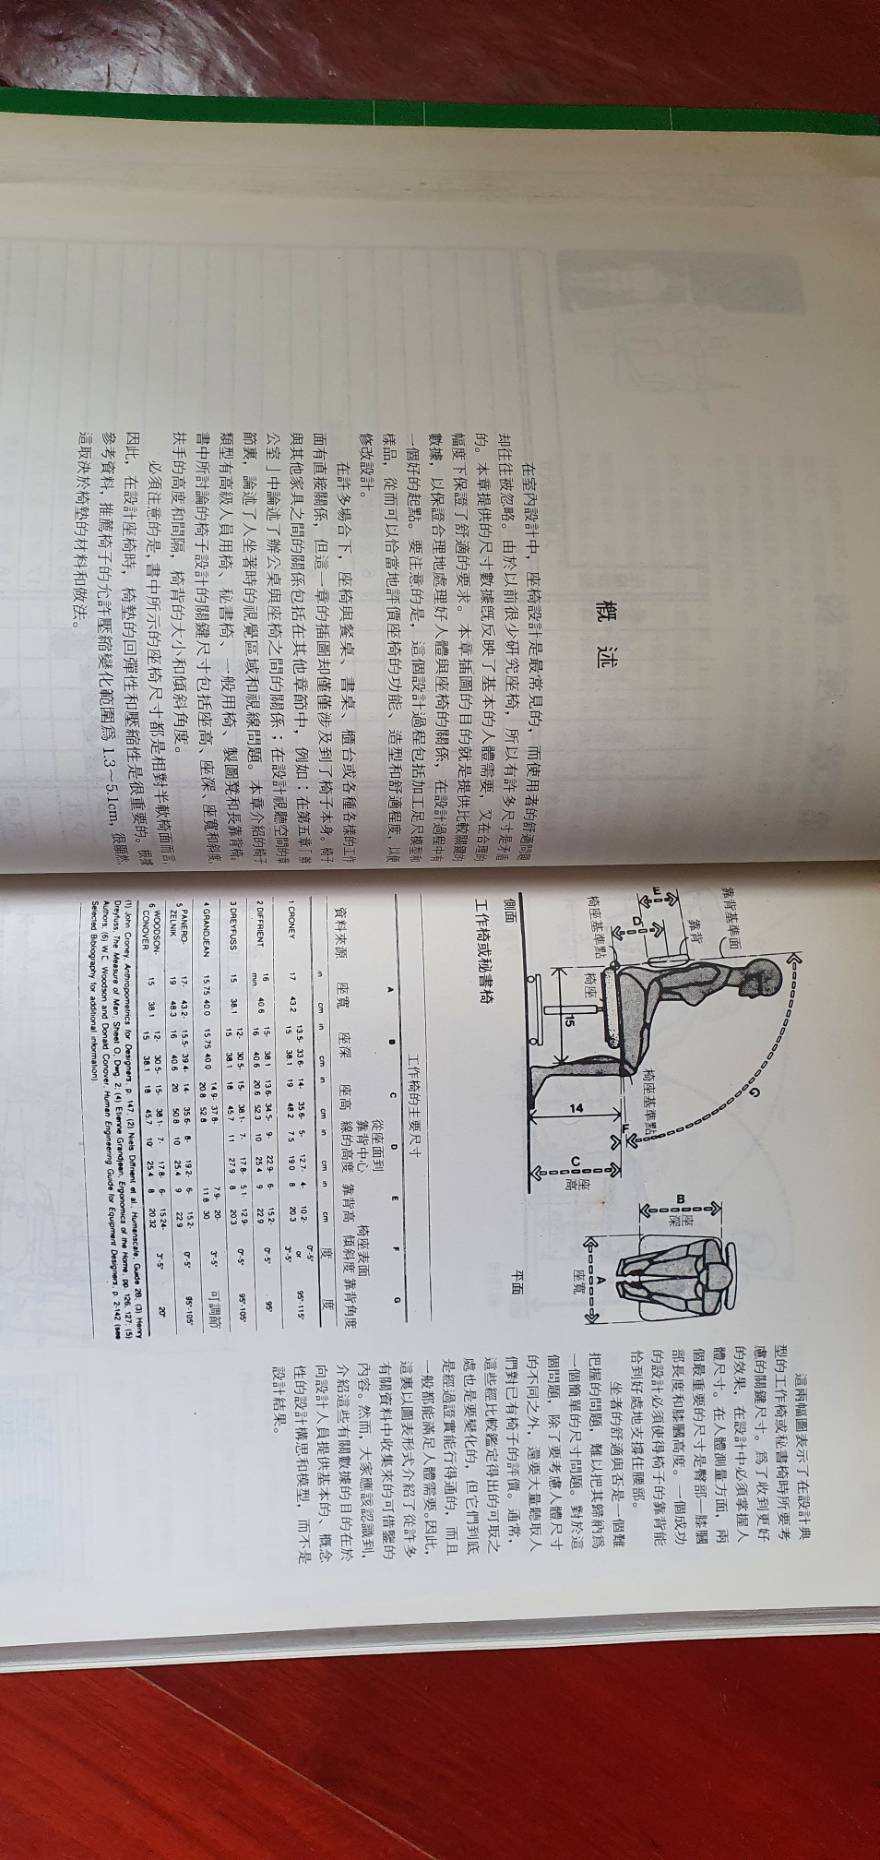 概 述
在室內設計中，座椅設計是最常見的，而使用者的舒適問題
却往往被忽略。由於以前很少研究座椅，所以有許多尺寸是矛盾
的。本章提供的尺寸數據旣反映了基本的人體需要，又在合理的
幅度下保證了舒適的要求。本章插圖的目的就是提供比較關鍵的
數據，以保證合理地處理好人體與座椅的關係，在設計過程中有
一個好的起點。要注意的是，這個設計過程包括加工足尺模型和
樣品，從而可以恰當地評價座椅的功能、造型和舒適程度，以便
修改設計。
在許多場合下，座椅與餐桌、書桌、櫃台或各種各樣的工作
面有直接關係，但這一章的插圖却僅僅涉及到了椅子本身。椅子
與其他家具之間的關係包括在其他章節中，例如：在第五章「辦
公室」中論述了辦公桌與座椅之間的關係；在設計視聽空間的章
節裏，論述了人坐著時的視覺區域和視線問題。本章介紹的椅子
類型有高級人員用椅、秘書椅、一般用椅、製圖凳和長靠背椅。
書中所討論的椅子設計的關鍵尺寸包括座高、座深、座寬和斜度，
扶手的高度和間隔，椅背的大小和傾斜角度。
必須注意的是，書中所示的座椅尺寸都是相對半軟椅面而言，
因此，在設計座椅時，椅墊的回彈性和壓縮性是很重要的。根據
參考資料，推薦椅子的允許壓縮變化範圍爲 1.3～5.1cm，很顯然，
這取決於椅墊的材料和做法。
G
靠背基準面
靠背
E
D
椅座基準點
椅座基準點
椅座
15
14
F
C
座高
B
座深
A
座寬
側面
平面
工作椅或秘書椅
工作椅的主要尺寸
A B C D E F G
從座面到
靠背中心 椅座表面
資料來源 座寬 座深 座高 線的高度 靠背高 傾斜度 靠背角度
in cm in cm in cm in cm in cm 度 度
1 CRONEY 17 43.2 13.5- 15 33.6- 38.1 14- 19 35.6- 48.2 5- 7.5 12.7- 19.0 4- 8 10.2- 20.3 0°-5° or 3°-5° 95°-115°
2 DIFFRIENT 16 min. 40.6 15- 16 38.1 40.6 13.6- 20.6 34.5- 52.3 9- 10 22.9- 25.4 6- 9 15.2- 22.9 0°-5° 95°
3 DREYFUSS 15 38.1 12- 15 30.5- 38.1 15- 18 38.1- 45.7 7- 11 17.8- 27.9 5.1- 8 12.9- 20.3 0°-5° 95°-105°
4 GRANDJEAN 15.75 40.0 15.75 40.0 14.9- 20.8 37.8- 52.8 7.9- 11.8 20- 30 3°-5° 可調節
5 PANERO-ZELNIK 17- 19 43.2- 48.3 15.5- 16 39.4- 40.6 14- 20 35.6- 50.8 8- 10 19.2- 25.4 6- 9 15.2- 22.9 0°-5° 95°-105°
6 WOODSON-CONOVER 15 38.1 12- 15 30.5- 38.1 15- 18 38.1- 45.7 7- 10 17.8- 25.4 6- 8 15.24- 20.32 3°-5° 20°
(1) John Croney, Anthropometrics for Designers, p. 147; (2) Niels Diffrient et al., Humanscale, Guide 2B; (3) Henry
Dreyfuss, The Measure of Man, Sheet O, Dwg. 2; (4) Etienne Grandjean, Ergonomics of the Home, pp. 126, 127; (5)
Authors; (6) W.E. Woodson and Donald Conover, Human Engineering Guide for Equipment Designers, p. 2-142 (see
Selected Bibliography for additional information)
這兩幅圖表示了在設計典
型的工作椅或秘書椅時所要考
慮的關鍵尺寸。爲了收到更好
的效果，在設計中必須掌握人
體尺寸。在人體測量方面，兩
個最重要的尺寸是臀部—膝膕
部長度和膝膕高度。一個成功
的設計必須使得椅子的靠背能
恰到好處地支撐住腰部。
坐者的舒適與否是一個難
把握的問題，難以把其歸納爲
一個簡單的尺寸問題。對於這
個問題，除了要考慮人體尺寸
的不同之外，還要大量聽取人
們對已有椅子的評價。通常，
這些經比較鑑定得出的可取之
處也是要變化的，但它們到底
是經過證實能行得通的，而且
一般都能滿足人體需要。因此，
這裏以圖表形式介紹了從許多
有關資料中收集來的可借鑒的
內容。然而，大家應該認識到，
介紹這些有關數據的目的在於
向設計人員提供基本的、概念
性的設計構思和模型，而不是
設計結果。